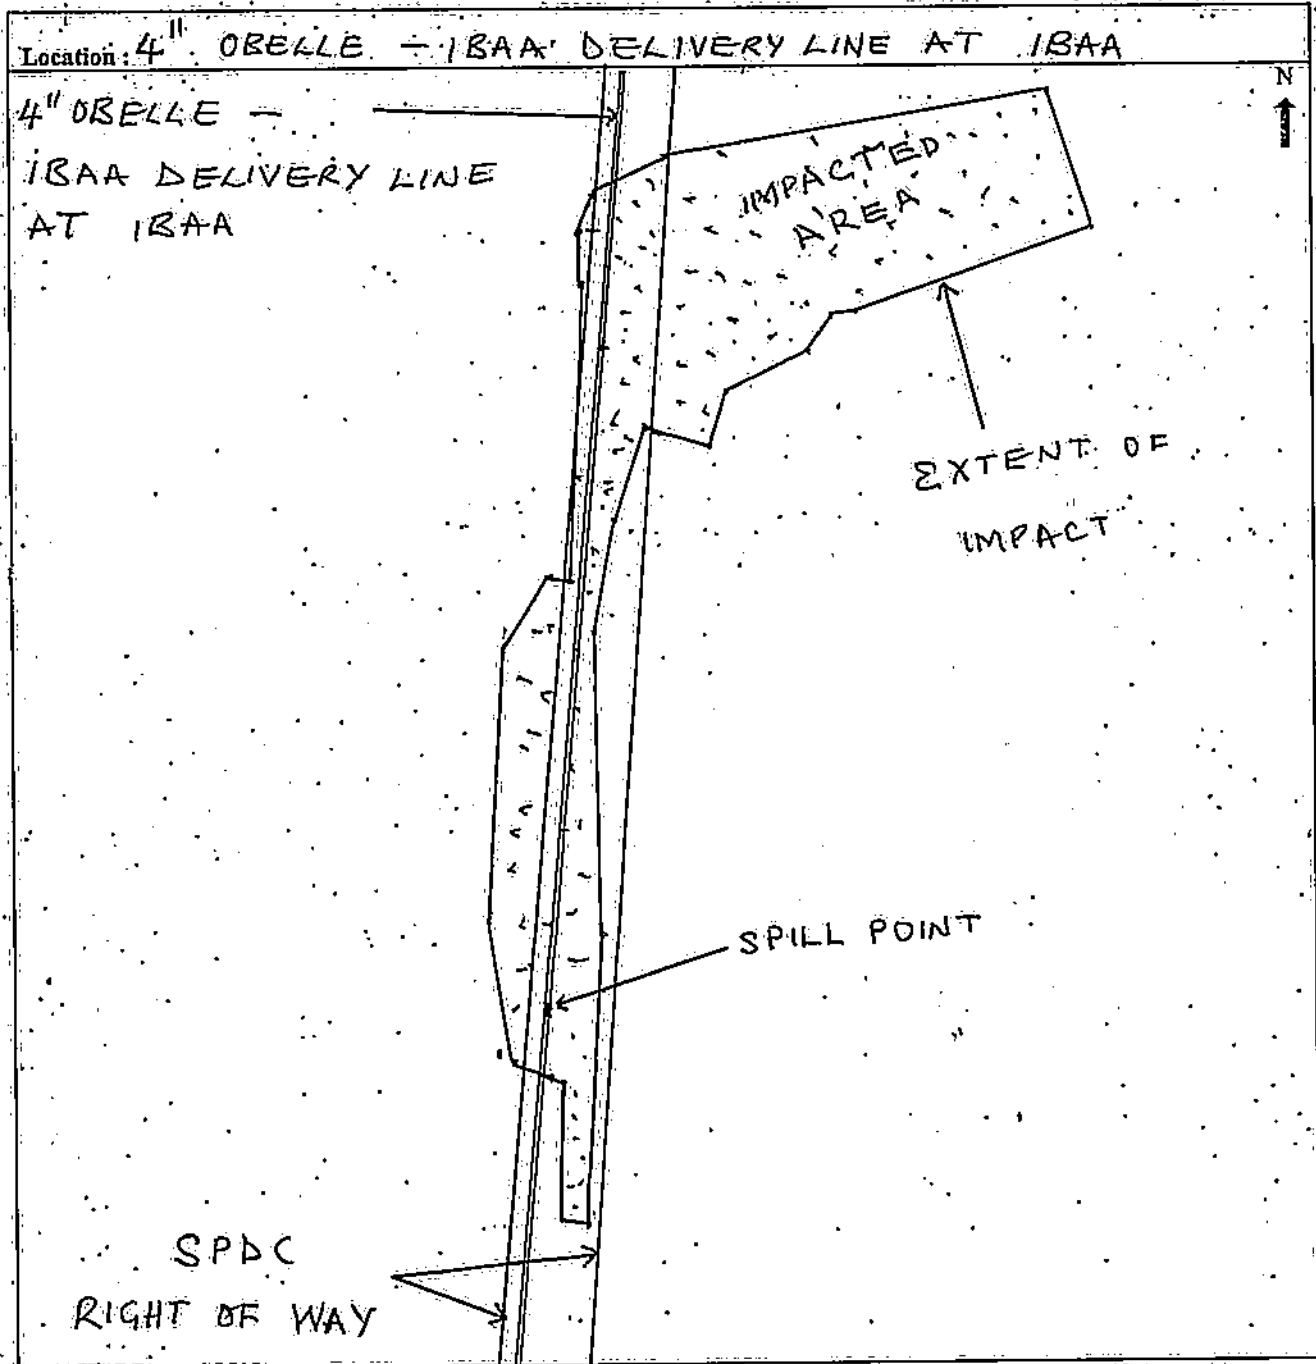 Location: 4" OBELLE - IBAA DELIVERY LINE AT IBAA
N
4" OBELLE -
IBAA DELIVERY LINE
AT IBAA
IMPACTED
AREA
EXTENT OF
IMPACT
SPILL POINT
SPDC
RIGHT OF WAY